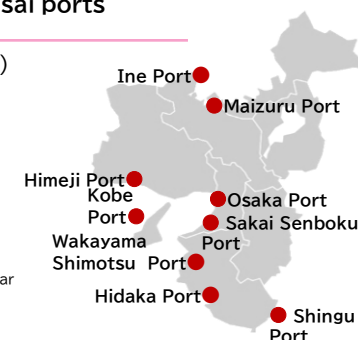 sai ports
)
Ine Port
Maizuru Port
Himeji Port
Kobe
Port
Osaka Port
Sakai Senboku
Port
Wakayama
Shimotsu Port
ar
Hidaka Port
Shingu
Port